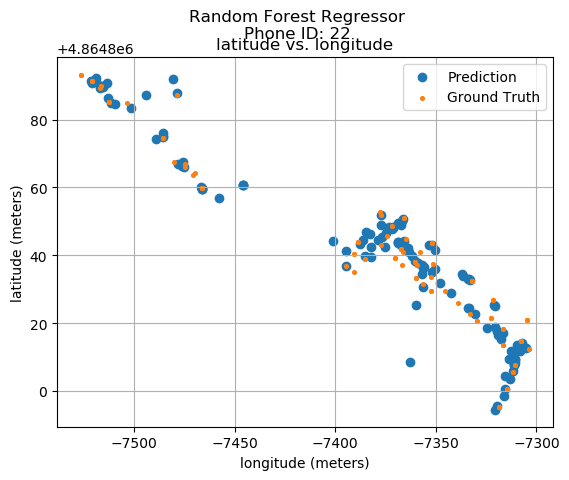 Random Forest Regressor
Phone ID: 22
latitude vs. longitude
+4.8648e6
Prediction
Ground Truth
80
60
40
20
0
latitude (meters)
−7500
−7450
−7400
−7350
−7300
longitude (meters)